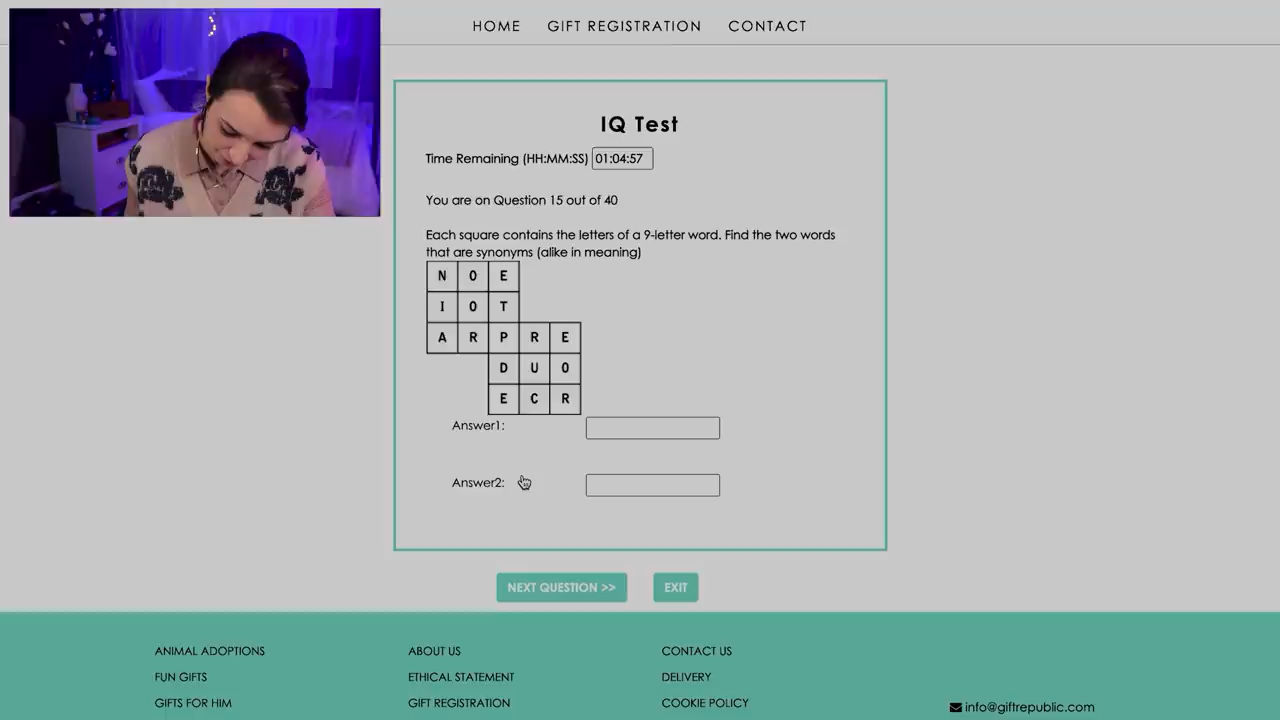 HOME GIFT REGISTRATION CONTACT
IQ Test
Time Remaining (HH:MM:SS) 01:04:57
You are on Question 15 out of 40
Each square contains the letters of a 9-letter word. Find the two words
that are synonyms (alike in meaning)
N O E
I O T
A R P R E
D U O
E C R
Answer1:
Answer2:
NEXT QUESTION >> EXIT
ANIMAL ADOPTIONS ABOUT US CONTACT US
FUN GIFTS ETHICAL STATEMENT DELIVERY
GIFTS FOR HIM GIFT REGISTRATION COOKIE POLICY info@giftrepublic.com